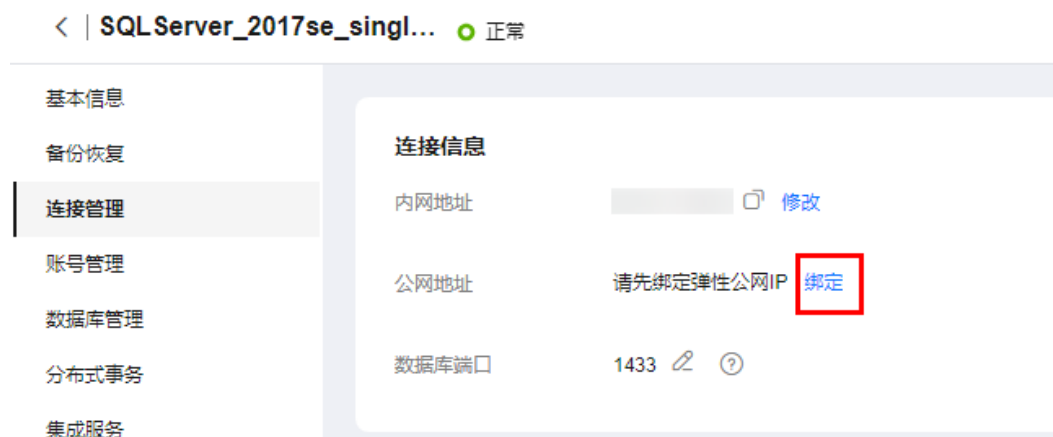 SQLServer_2017se_singl... 正常
基本信息
备份恢复
连接管理
账号管理
数据库管理
分布式事务
集成服务
连接信息
内网地址 修改
公网地址 请先绑定弹性公网IP 绑定
数据库端口 1433